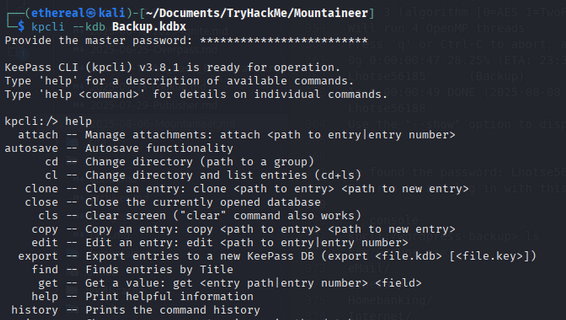 ┌──(ethereal㉿kali)-[~/Documents/TryHackMe/Mountaineer]
└─$ kpcli --kdb Backup.kdbx
Provide the master password: *************************
KeePass CLI (kpcli) v3.8.1 is ready for operation.
Type 'help' for a description of available commands.
Type 'help <command>' for details on individual commands.
kpcli:/> help
attach -- Manage attachments: attach <path to entry|entry number>
autosave -- Autosave functionality
cd -- Change directory (path to a group)
cl -- Change directory and list entries (cd+ls)
clone -- Clone an entry: clone <path to entry> <path to new entry>
close -- Close the currently opened database
cls -- Clear screen ("clear" command also works)
copy -- Copy an entry: copy <path to entry> <path to new entry>
edit -- Edit an entry: edit <path to entry|entry number>
export -- Export entries to a new KeePass DB (export <file.kdb> [<file.key>])
find -- Finds entries by Title
get -- Get a value: get <entry path|entry number> <field>
help -- Print helpful information
history -- Prints the command history